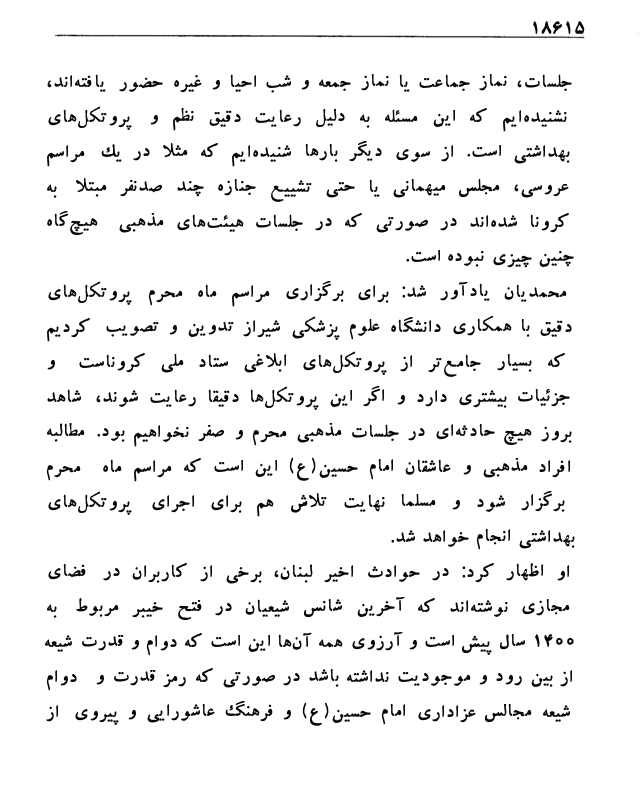 ۱۸۶۱۵
جلسات، نماز جماعت یا نماز جمعه و شب احیا و غیره حضور یافته‌اند،
نشنیده‌ایم که این مسئله به دلیل رعایت دقیق نظم و پروتکل‌های
بهداشتی است. از سوی دیگر بارها شنیده‌ایم که مثلا در یك مراسم
عروسی، مجلس میهمانی یا حتی تشییع جنازه چند صدنفر مبتلا به
کرونا شده‌اند در صورتی که در جلسات هیئت‌های مذهبی هیچ‌گاه
چنین چیزی نبوده است.
محمدیان یادآور شد: برای برگزاری مراسم ماه محرم پروتکل‌های
دقیق با همکاری دانشگاه علوم پزشکی شیراز تدوین و تصویب کردیم
که بسیار جامع‌تر از پروتکل‌های ابلاغی ستاد ملی کروناست و
جزئیات بیشتری دارد و اگر این پروتکل‌ها دقیقا رعایت شوند، شاهد
بروز هیچ حادثه‌ای در جلسات مذهبی محرم و صفر نخواهیم بود. مطالبه
افراد مذهبی و عاشقان امام حسین(ع) این است که مراسم ماه محرم
برگزار شود و مسلما نهایت تلاش هم برای اجرای پروتکل‌های
بهداشتی انجام خواهد شد.
او اظهار کرد: در حوادث اخیر لبنان، برخی از کاربران در فضای
مجازی نوشته‌اند که آخرین شانس شیعیان در فتح خیبر مربوط به
۱۴۰۰ سال پیش است و آرزوی همه آن‌ها این است که دوام و قدرت شیعه
از بین رود و موجودیت نداشته باشد در صورتی که رمز قدرت و دوام
شیعه مجالس عزاداری امام حسین(ع) و فرهنگ عاشورایی و پیروی از